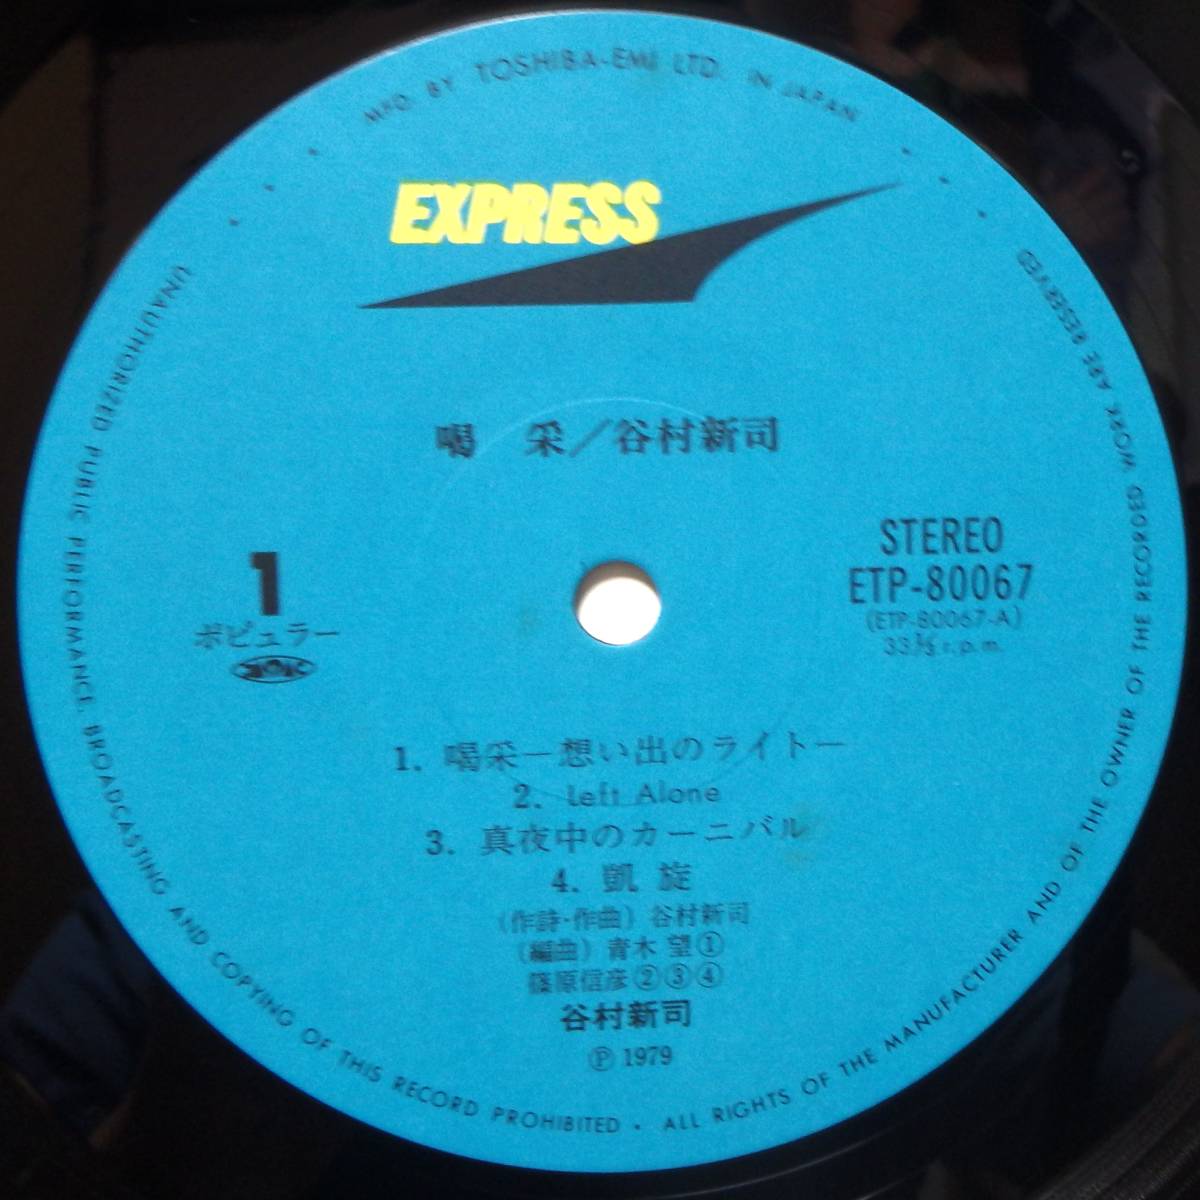 MFD. BY TOSHIBA-EMI LTD. IN JAPAN
EXPRESS
喝 采／谷村新司
STEREO
ETP-80067
(ETP-80067-A)
33⅓ r.p.m.
1
ポピュラー
1. 喝采－想い出のライト－
2. Left Alone
3. 真夜中のカーニバル
4. 凱 旋
(作詩・作曲) 谷村新司
(編曲) 青木 望①
篠原信彦②③④
谷村新司
Ⓟ 1979
UNAUTHORIZED PUBLIC PERFORMANCE, BROADCASTING AND COPYING OF THIS RECORD PROHIBITED . ALL RIGHTS OF THE MANUFACTURER AND OF THE OWNER OF THE RECORDED WORK ARE RESERVED